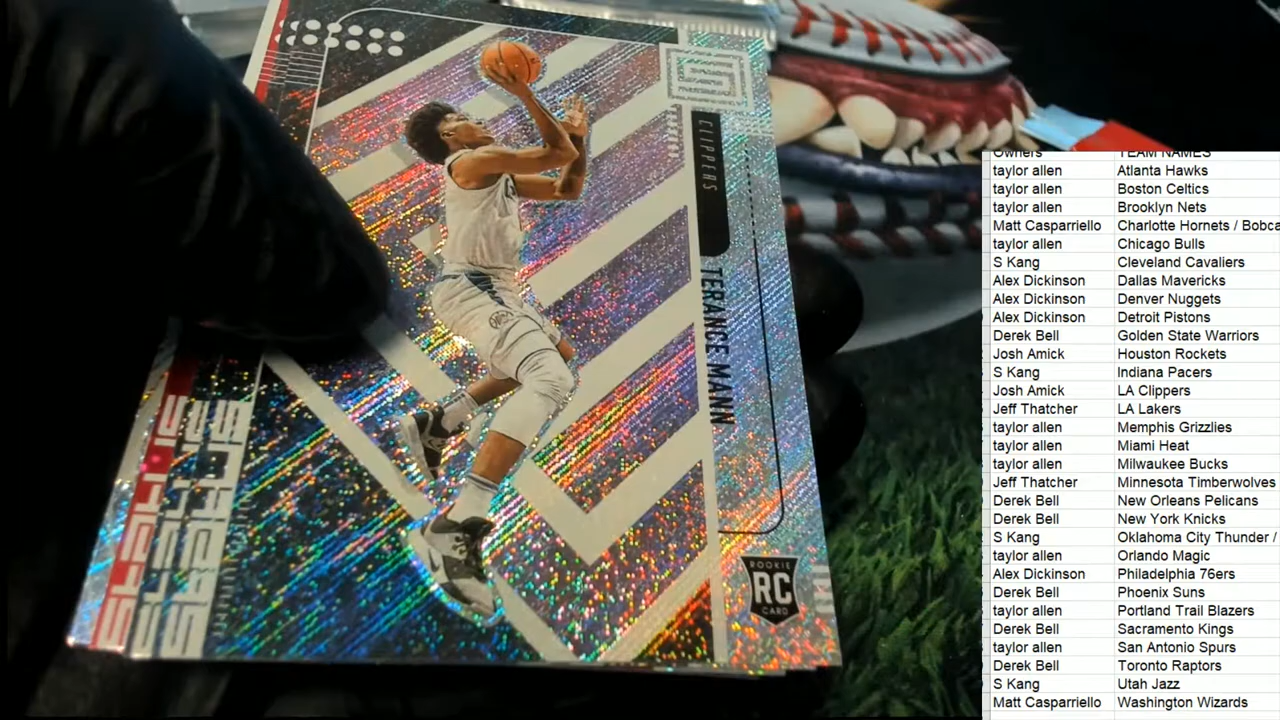 CLIPPERS
TERANCE MANN
ROOKIE
RC
CARD
Owners TEAM NAMES
taylor allen Atlanta Hawks
taylor allen Boston Celtics
taylor allen Brooklyn Nets
Matt Casparriello Charlotte Hornets / Bobca
taylor allen Chicago Bulls
S Kang Cleveland Cavaliers
Alex Dickinson Dallas Mavericks
Alex Dickinson Denver Nuggets
Alex Dickinson Detroit Pistons
Derek Bell Golden State Warriors
Josh Amick Houston Rockets
S Kang Indiana Pacers
Josh Amick LA Clippers
Jeff Thatcher LA Lakers
taylor allen Memphis Grizzlies
taylor allen Miami Heat
taylor allen Milwaukee Bucks
Jeff Thatcher Minnesota Timberwolves
Derek Bell New Orleans Pelicans
Derek Bell New York Knicks
S Kang Oklahoma City Thunder /
taylor allen Orlando Magic
Alex Dickinson Philadelphia 76ers
Derek Bell Phoenix Suns
taylor allen Portland Trail Blazers
Derek Bell Sacramento Kings
taylor allen San Antonio Spurs
Derek Bell Toronto Raptors
S Kang Utah Jazz
Matt Casparriello Washington Wizards